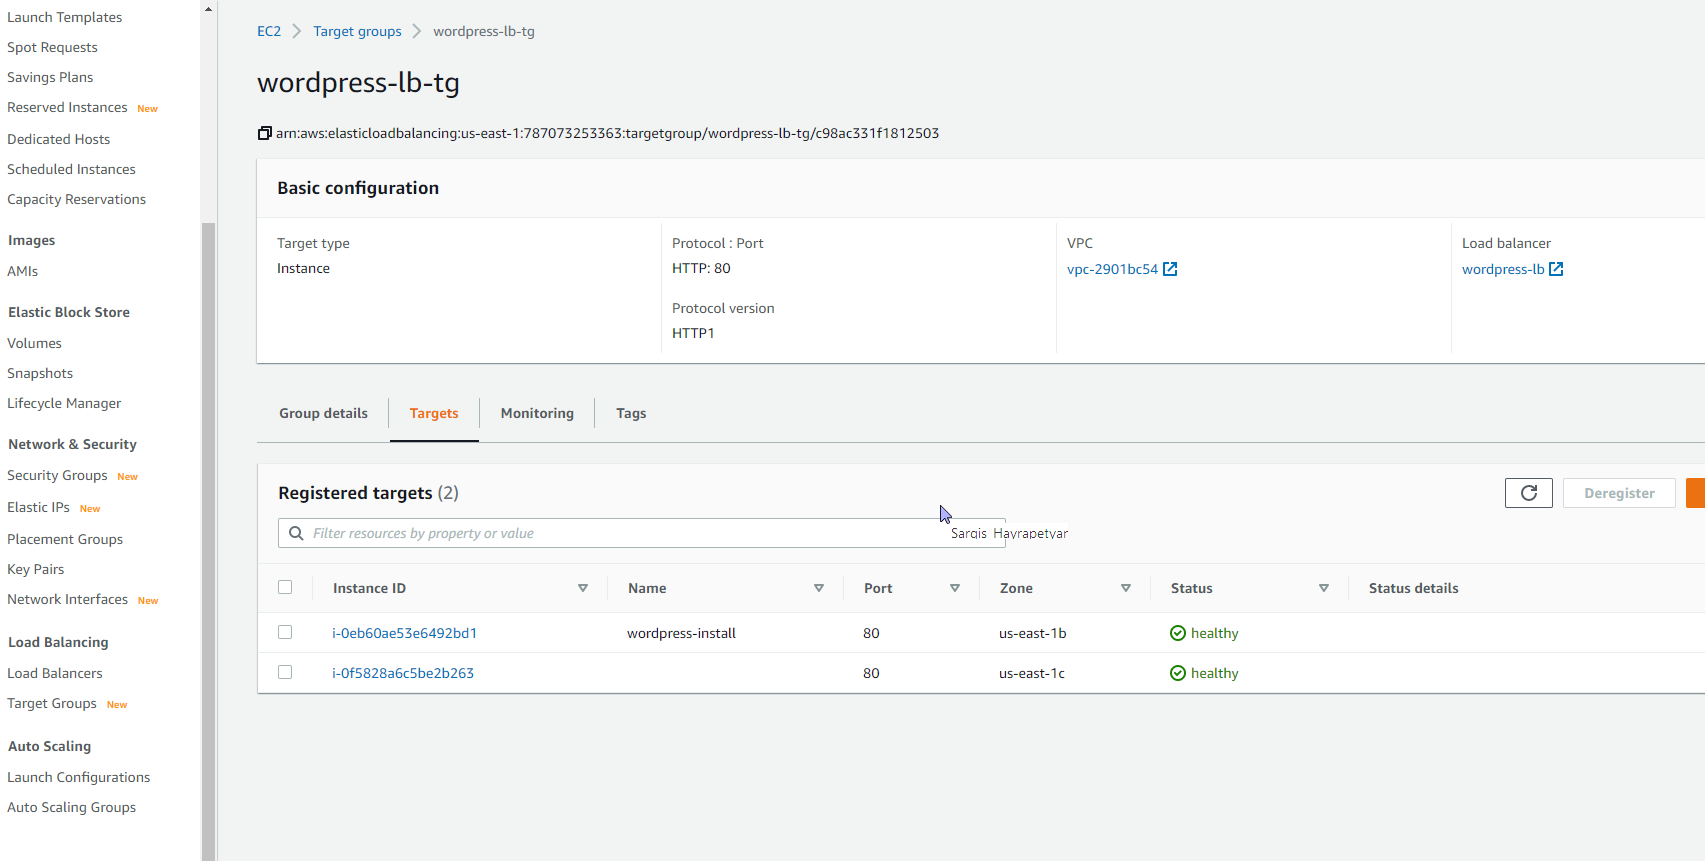 Launch Templates
Spot Requests
Savings Plans
Reserved Instances New
Dedicated Hosts
Scheduled Instances
Capacity Reservations
Images
AMIs
Elastic Block Store
Volumes
Snapshots
Lifecycle Manager
Network & Security
Security Groups New
Elastic IPs New
Placement Groups
Key Pairs
Network Interfaces New
Load Balancing
Load Balancers
Target Groups New
Auto Scaling
Launch Configurations
Auto Scaling Groups
EC2 > Target groups > wordpress-lb-tg
wordpress-lb-tg
arn:aws:elasticloadbalancing:us-east-1:787073253363:targetgroup/wordpress-lb-tg/c98ac331f1812503
Basic configuration
Target type
Instance
Protocol : Port
HTTP: 80
Protocol version
HTTP1
VPC
vpc-2901bc54
Load balancer
wordpress-lb
Group details Targets Monitoring Tags
Registered targets (2)
Deregister
Filter resources by property or value
Sargis Hayrapetyan
Instance ID Name Port Zone Status Status details
i-0eb60ae53e6492bd1 wordpress-install 80 us-east-1b healthy
i-0f5828a6c5be2b263 80 us-east-1c healthy